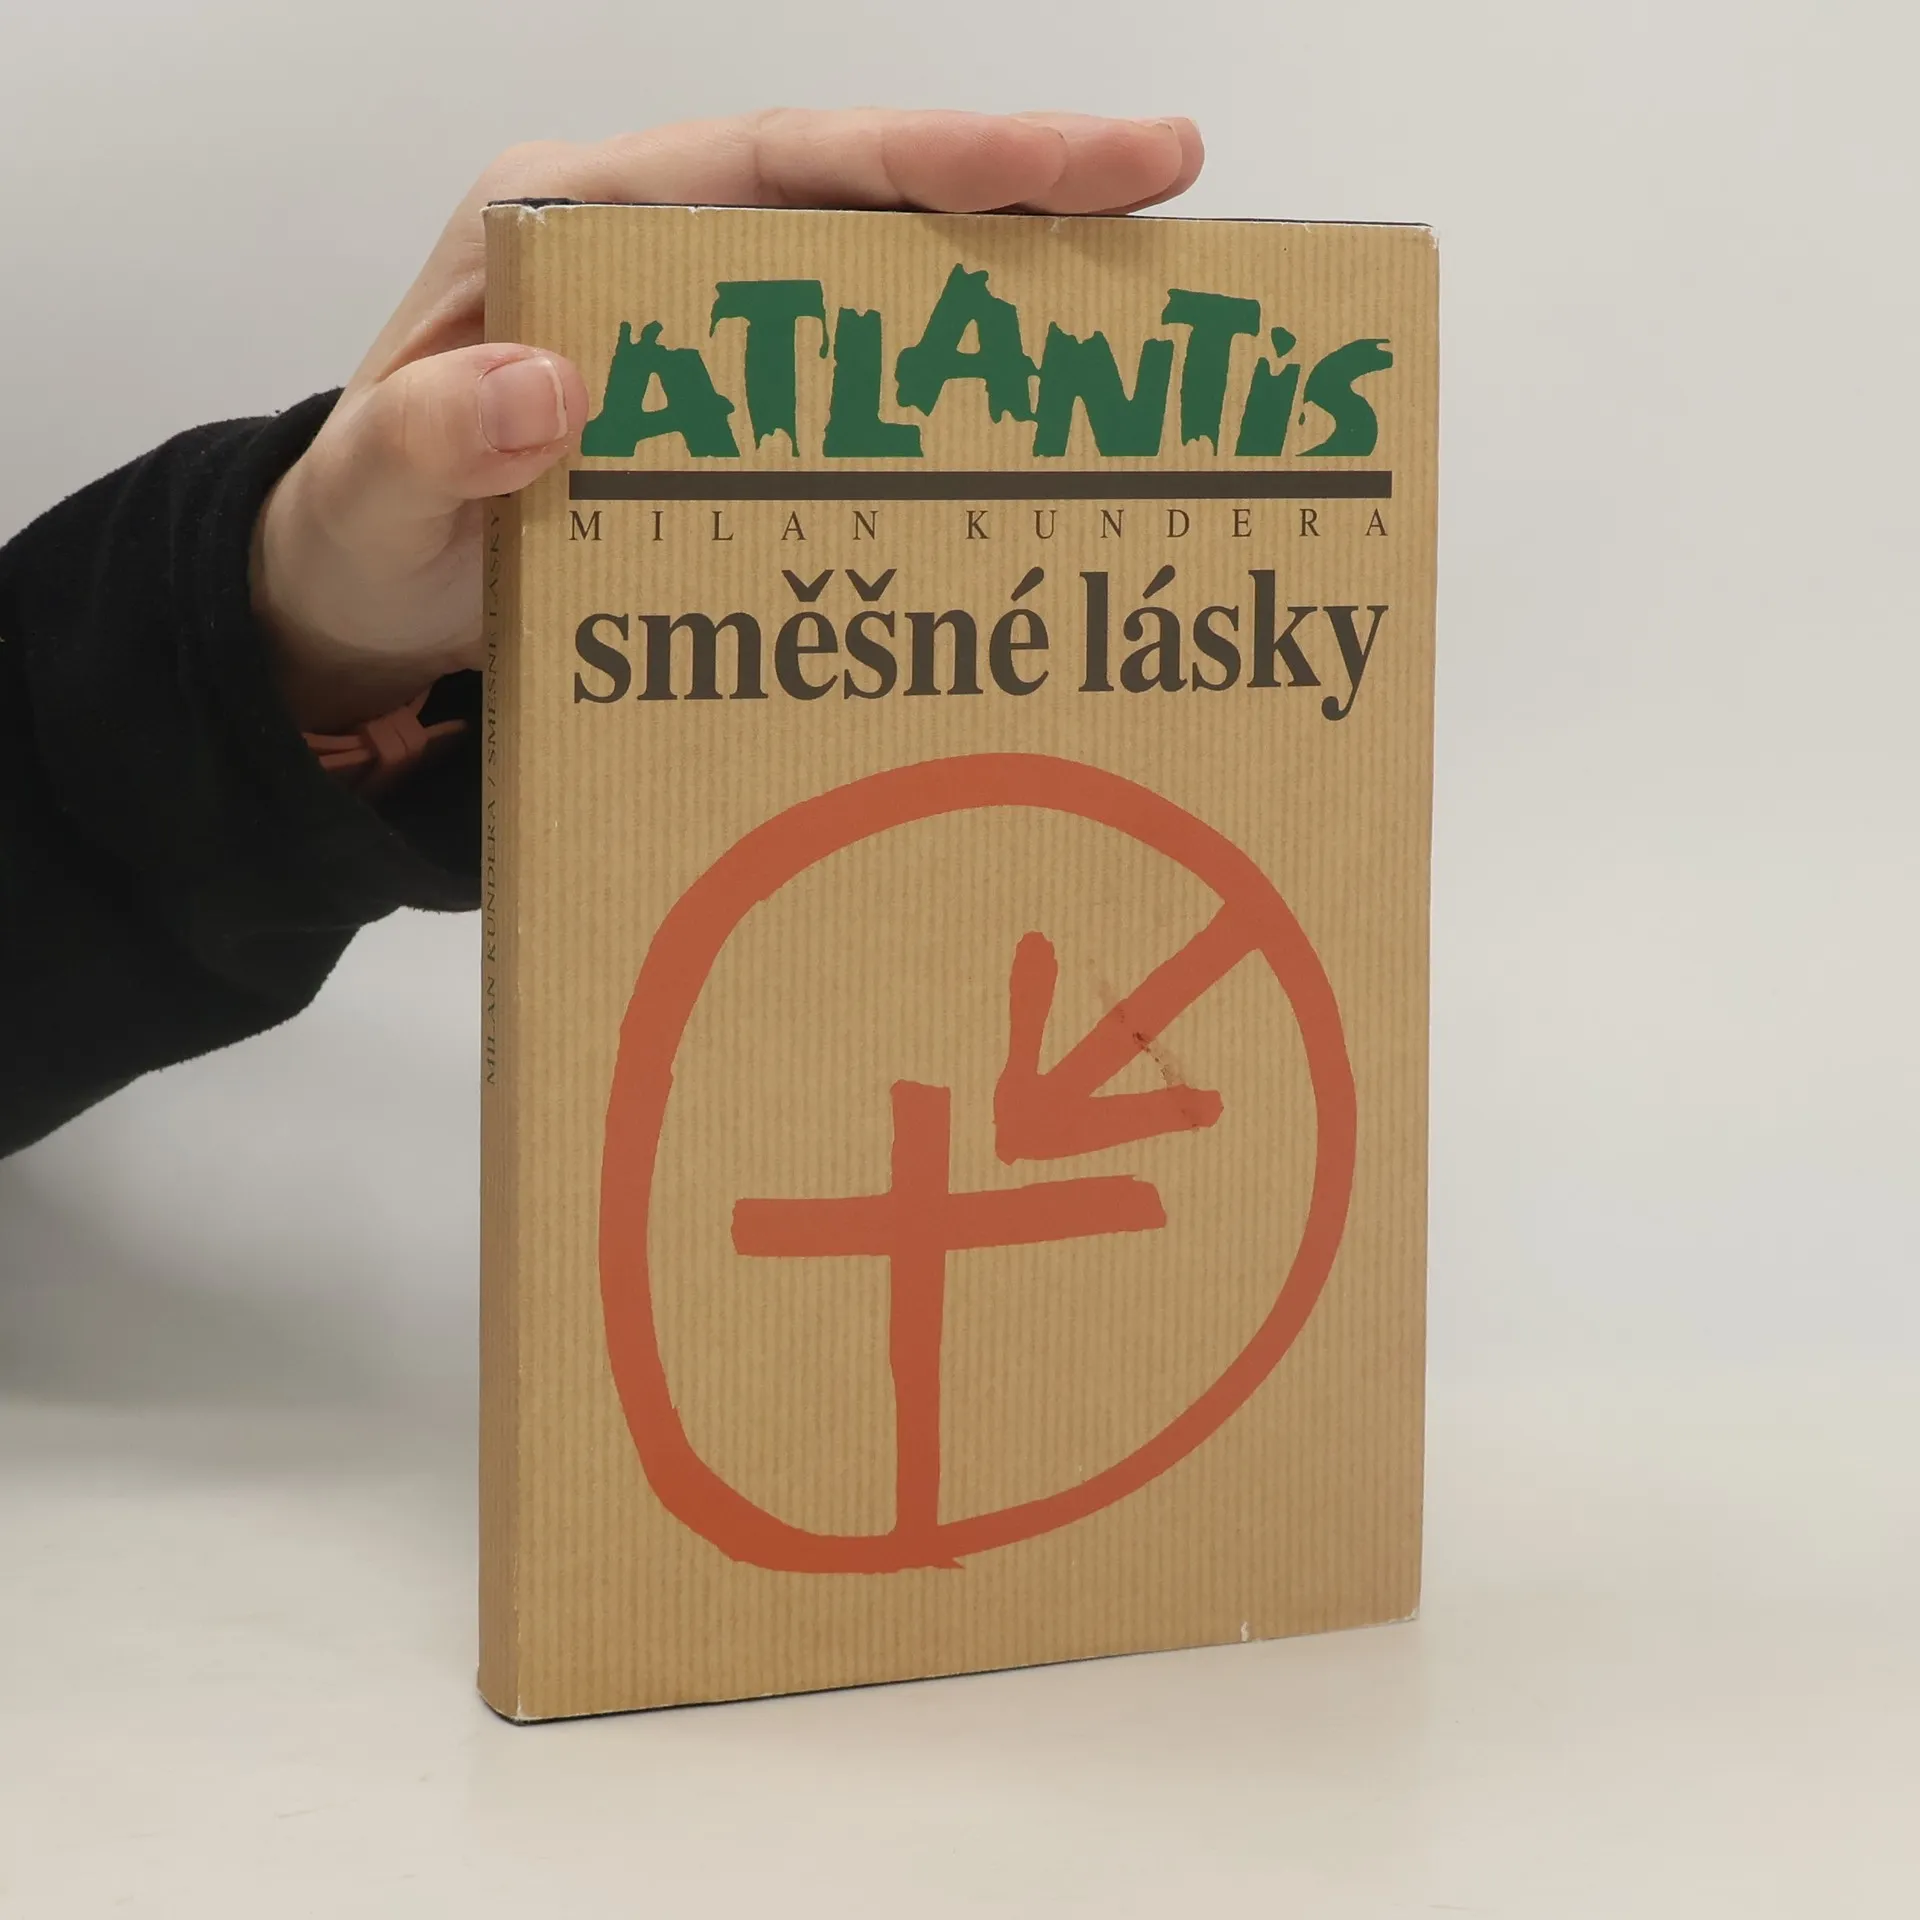 ATLANTIS
MILAN KUNDERA
směšné lásky
MILAN KUNDERA / SMĚŠNÉ LÁSKY